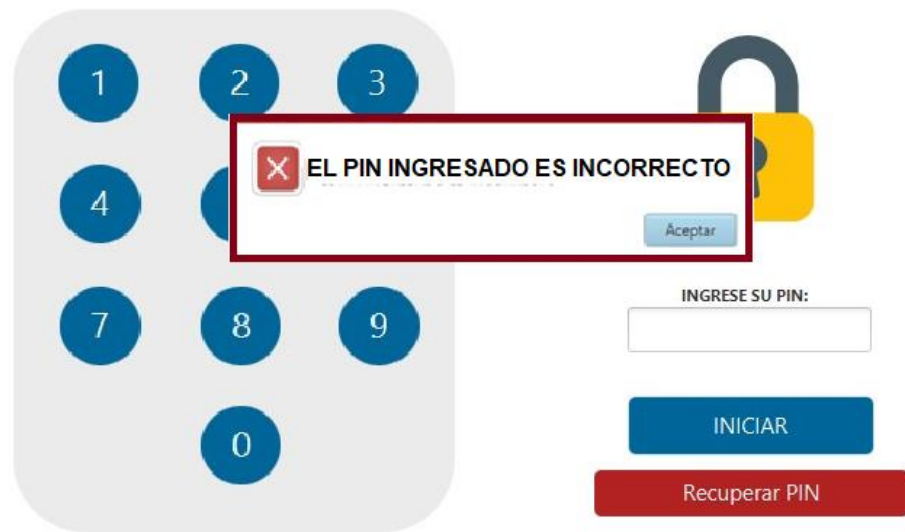 1 2 3
EL PIN INGRESADO ES INCORRECTO
4
Aceptar
INGRESE SU PIN:
7 8 9
INICIAR
0
Recuperar PIN